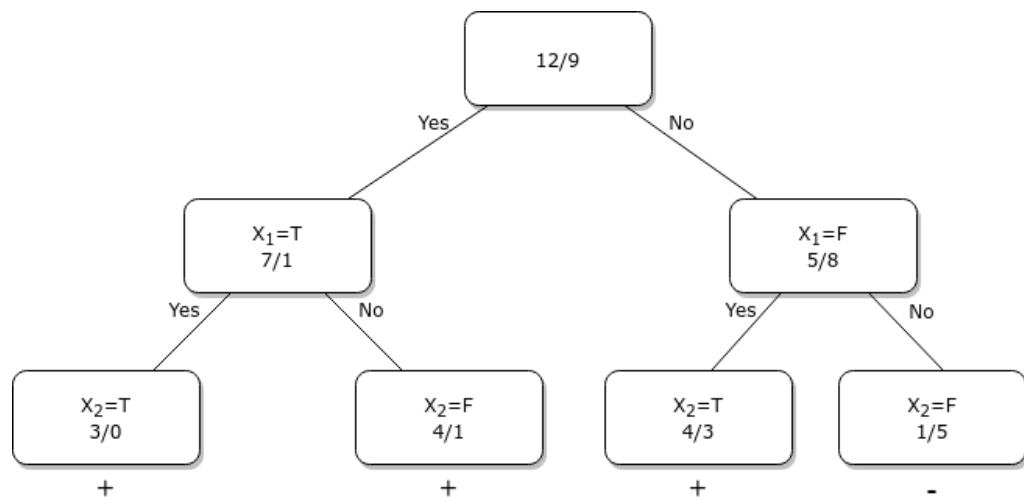 12/9
Yes
No
X₁=T
7/1
X₁=F
5/8
Yes
No
Yes
No
X₂=T
3/0
X₂=F
4/1
X₂=T
4/3
X₂=F
1/5
+
+
+
-